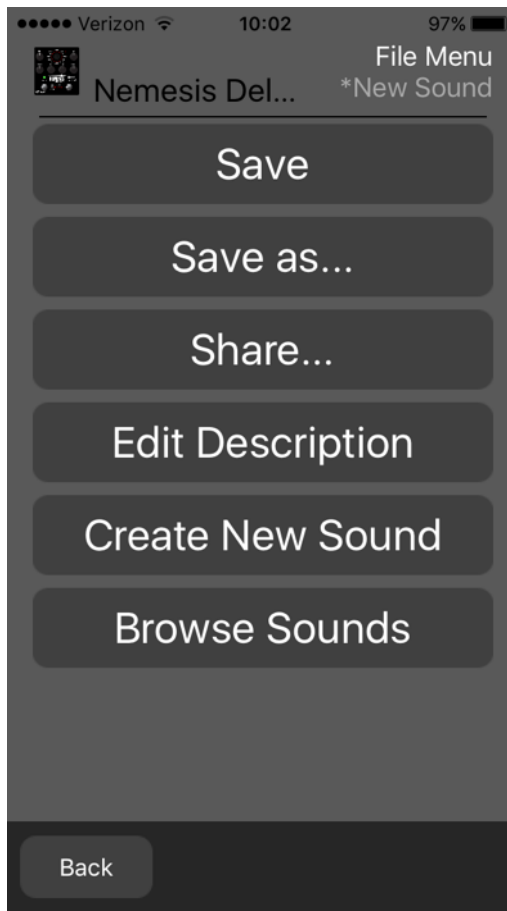 Verizon 10:02 97%
File Menu
Nemesis Del... *New Sound
Save
Save as...
Share...
Edit Description
Create New Sound
Browse Sounds
Back